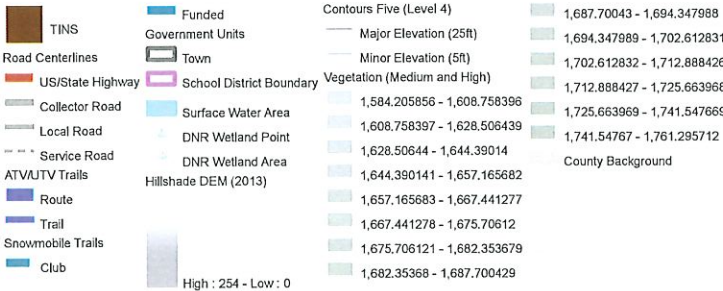 TINS
Road Centerlines
US/State Highway
Collector Road
Local Road
Service Road
ATV/UTV Trails
Route
Trail
Snowmobile Trails
Club
Funded
Government Units
Town
School District Boundary
Surface Water Area
DNR Wetland Point
DNR Wetland Area
Hillshade DEM (2013)
High : 254 - Low : 0
Contours Five (Level 4)
Major Elevation (25ft)
Minor Elevation (5ft)
Vegetation (Medium and High)
1,584.205856 - 1,608.758396
1,608.758397 - 1,628.506439
1,628.50644 - 1,644.39014
1,644.390141 - 1,657.165682
1,657.165683 - 1,667.441277
1,667.441278 - 1,675.70612
1,675.706121 - 1,682.353679
1,682.35368 - 1,687.700429
1,687.70043 - 1,694.347988
1,694.347989 - 1,702.612831
1,702.612832 - 1,712.888426
1,712.888427 - 1,725.663968
1,725.663969 - 1,741.547669
1,741.54767 - 1,761.295712
County Background